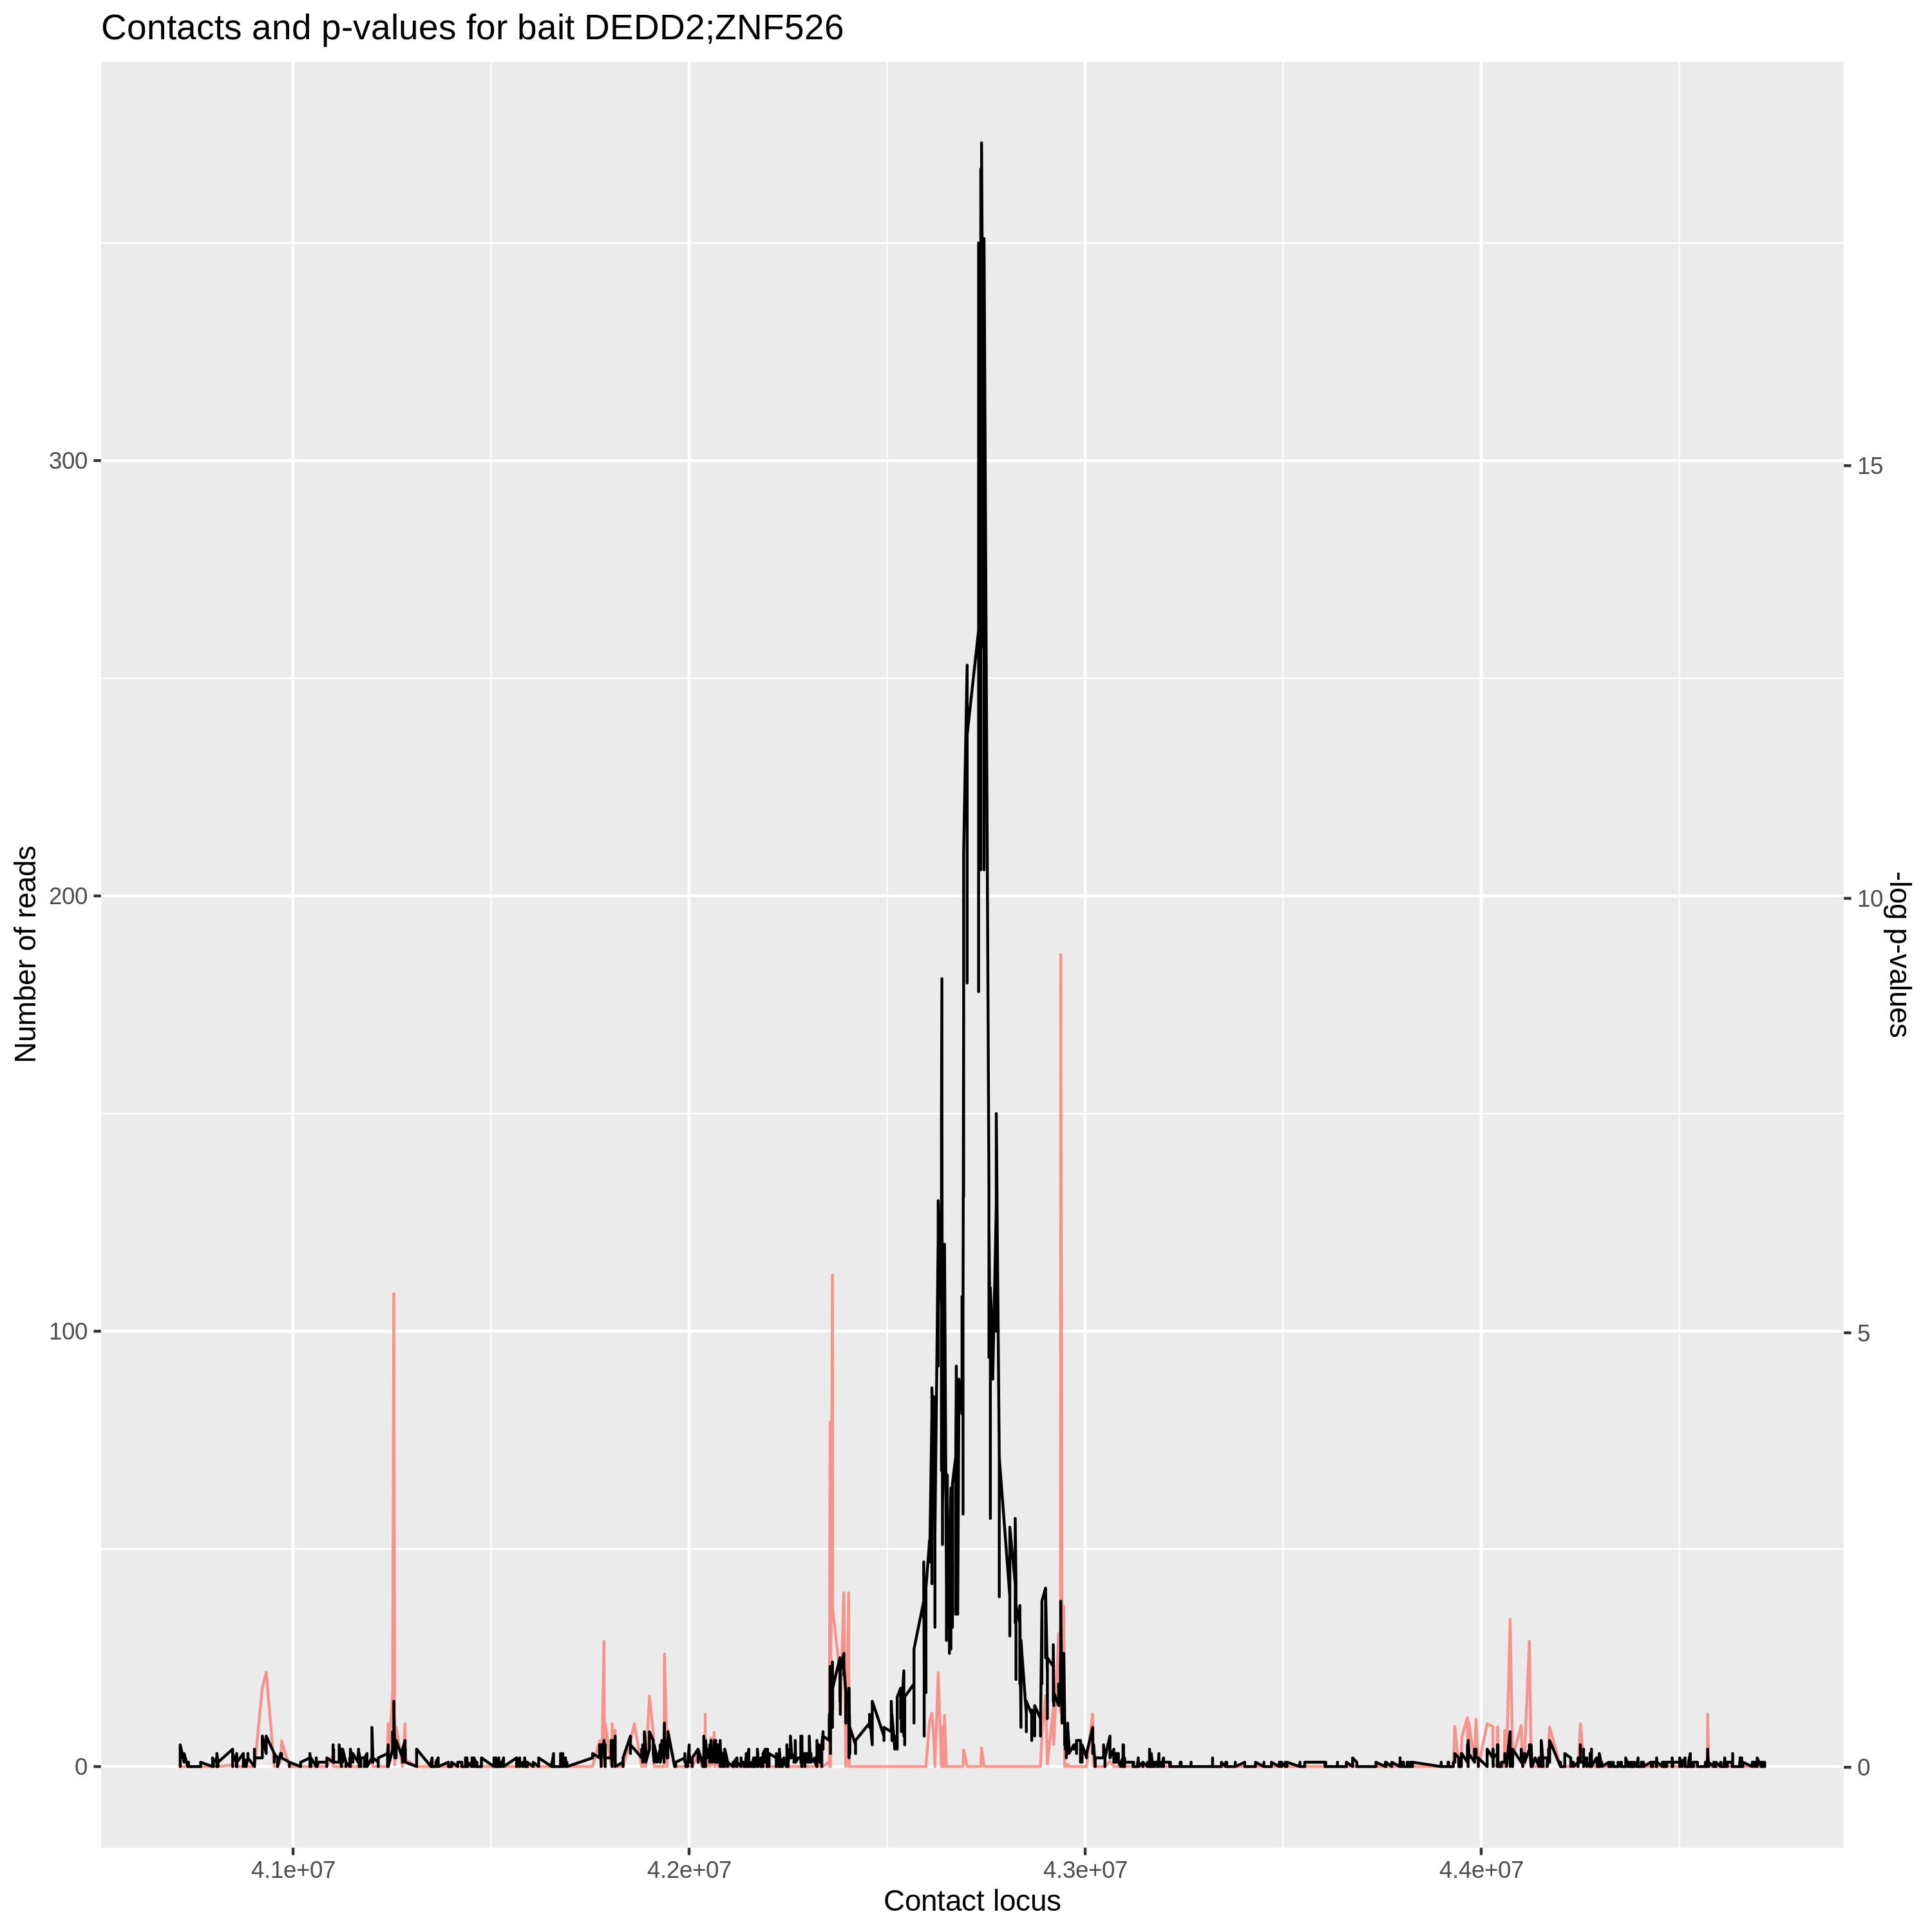 Contacts and p-values for bait DEDD2;ZNF526
Number of reads
300
200
100
0
15
10
5
0
-log p-values
4.1e+07 4.2e+07 4.3e+07 4.4e+07
Contact locus